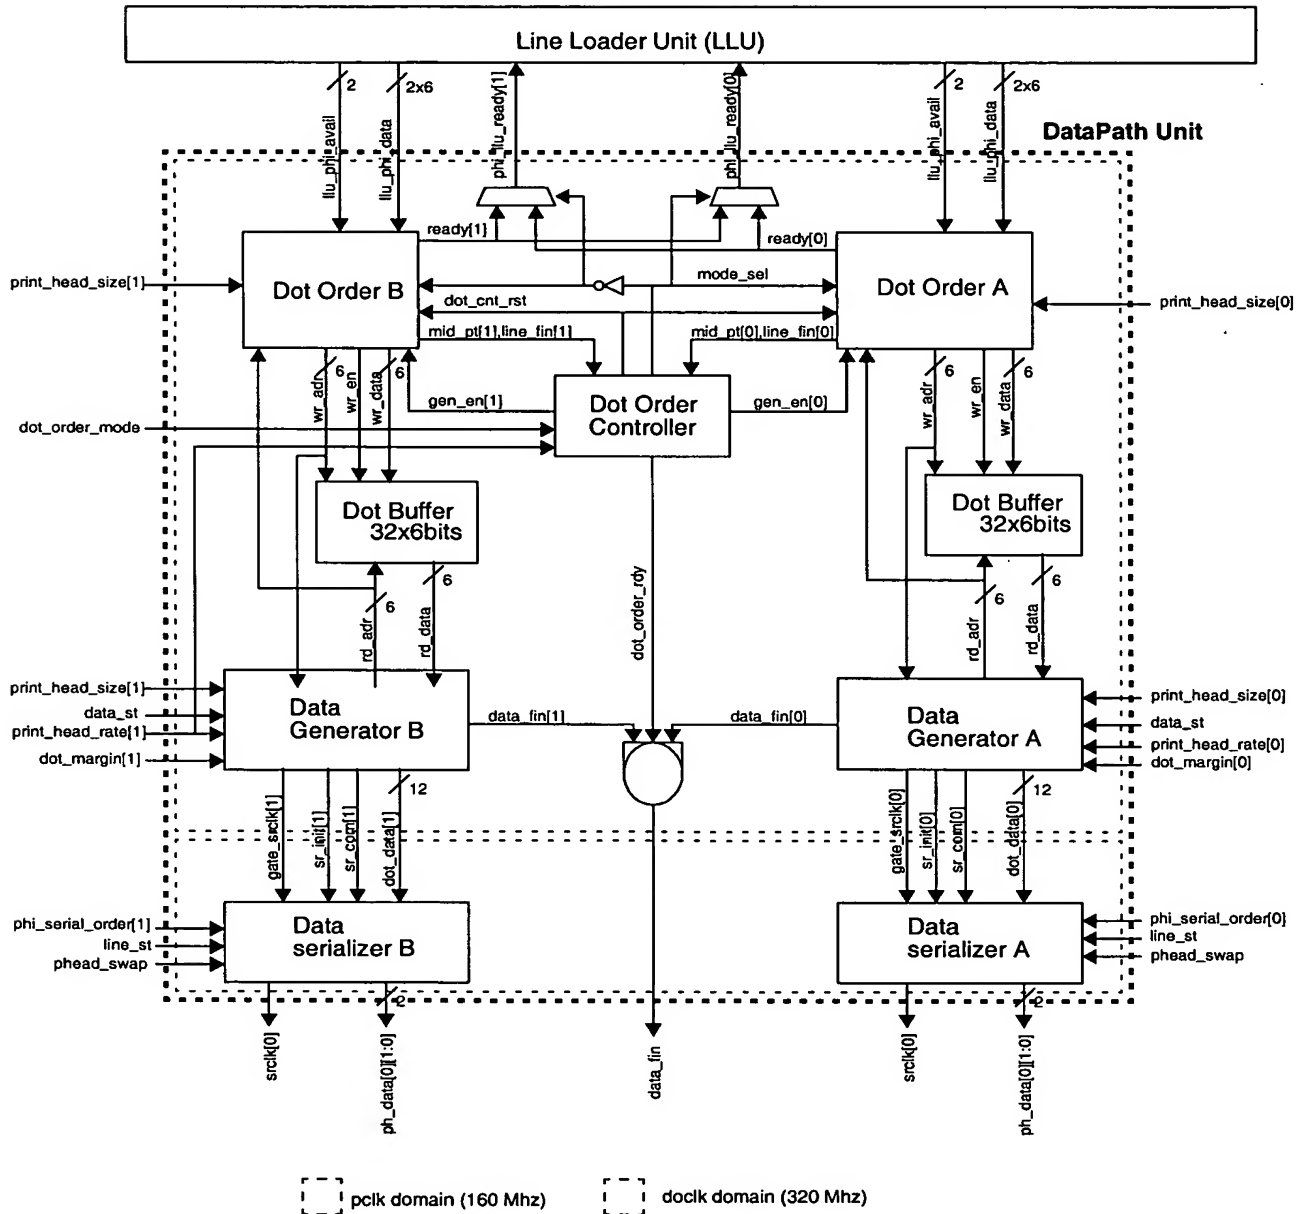 Line Loader Unit (LLU)
2
2x6
2
2x6
llu_phi_avail
llu_phi_data
phi_llu_ready[1]
phi_llu_ready[0]
llu_phi_avail
llu_phi_data
DataPath Unit
ready[1]
ready[0]
print_head_size[1]
Dot Order B
mode_sel
Dot Order A
dot_cnt_rst
print_head_size[0]
mid_pt[1],line_fin[1]
mid_pt[0],line_fin[0]
wr_adr
6
wr_en
wr_data
6
gen_en[1]
Dot Order
Controller
gen_en[0]
wr_adr
6
wr_en
wr_data
6
dot_order_mode
Dot Buffer
32x6bits
Dot Buffer
32x6bits
6
6
rd_adr
rd_data
dot_order_rdy
6
6
rd_adr
rd_data
print_head_size[1]
data_st
print_head_rate[1]
dot_margin[1]
Data
Generator B
data_fin[1]
data_fin[0]
Data
Generator A
print_head_size[0]
data_st
print_head_rate[0]
dot_margin[0]
gate_srclk[1]
sr_init[1]
sr_com[1]
dot_data[1]
12
gate_srclk[0]
sr_init[0]
sr_com[0]
dot_data[0]
12
phi_serial_order[1]
line_st
phead_swap
Data
serializer B
Data
serializer A
phi_serial_order[0]
line_st
phead_swap
2
2
srclk[0]
ph_data[0][1:0]
data_fin
srclk[0]
ph_data[0][1:0]
pclk domain (160 Mhz)
doclk domain (320 Mhz)